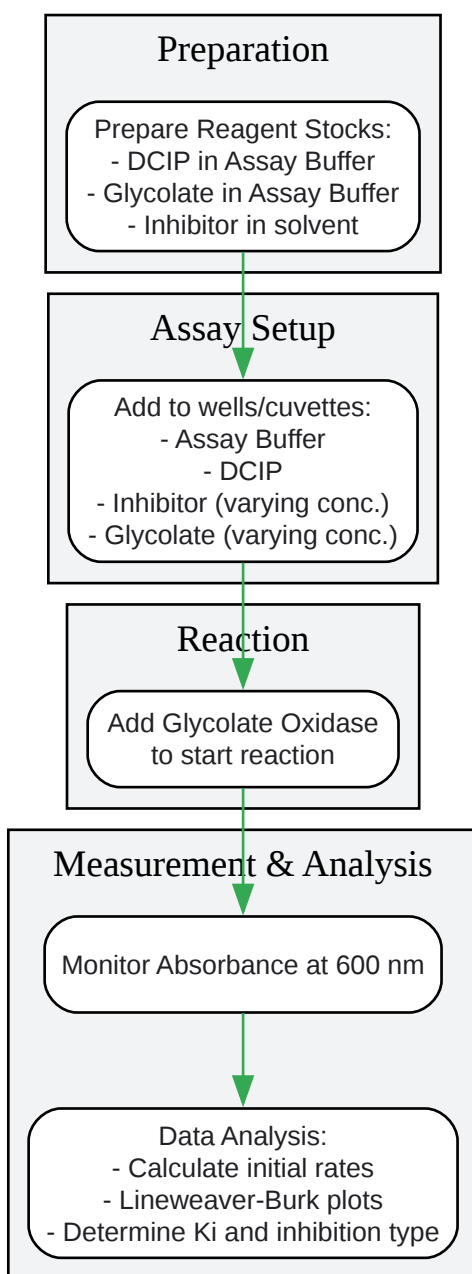 Preparation
Prepare Reagent Stocks:
- DCIP in Assay Buffer
- Glycolate in Assay Buffer
- Inhibitor in solvent
Assay Setup
Add to wells/cuvettes:
- Assay Buffer
- DCIP
- Inhibitor (varying conc.)
- Glycolate (varying conc.)
Reaction
Add Glycolate Oxidase
to start reaction
Measurement & Analysis
Monitor Absorbance at 600 nm
Data Analysis:
- Calculate initial rates
- Lineweaver-Burk plots
- Determine Ki and inhibition type